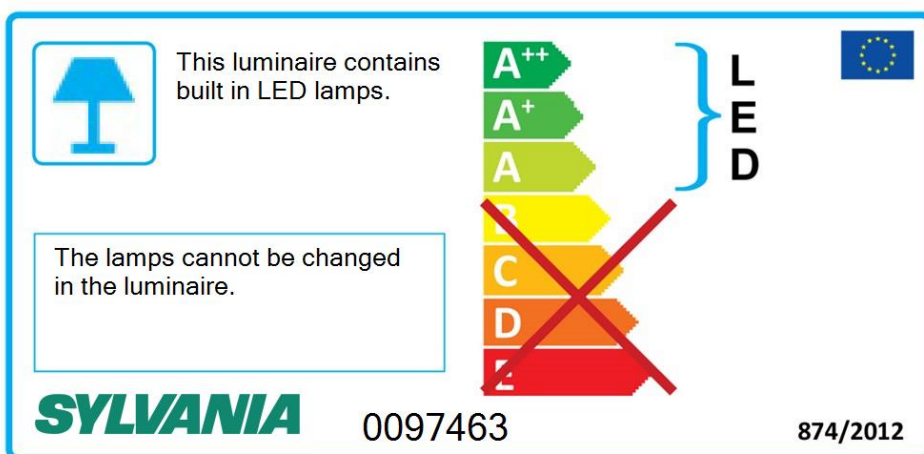 This luminaire contains
built in LED lamps.
A++
A+
A
B
C
D
E
L
E
D
The lamps cannot be changed
in the luminaire.
SYLVANIA
0097463
874/2012